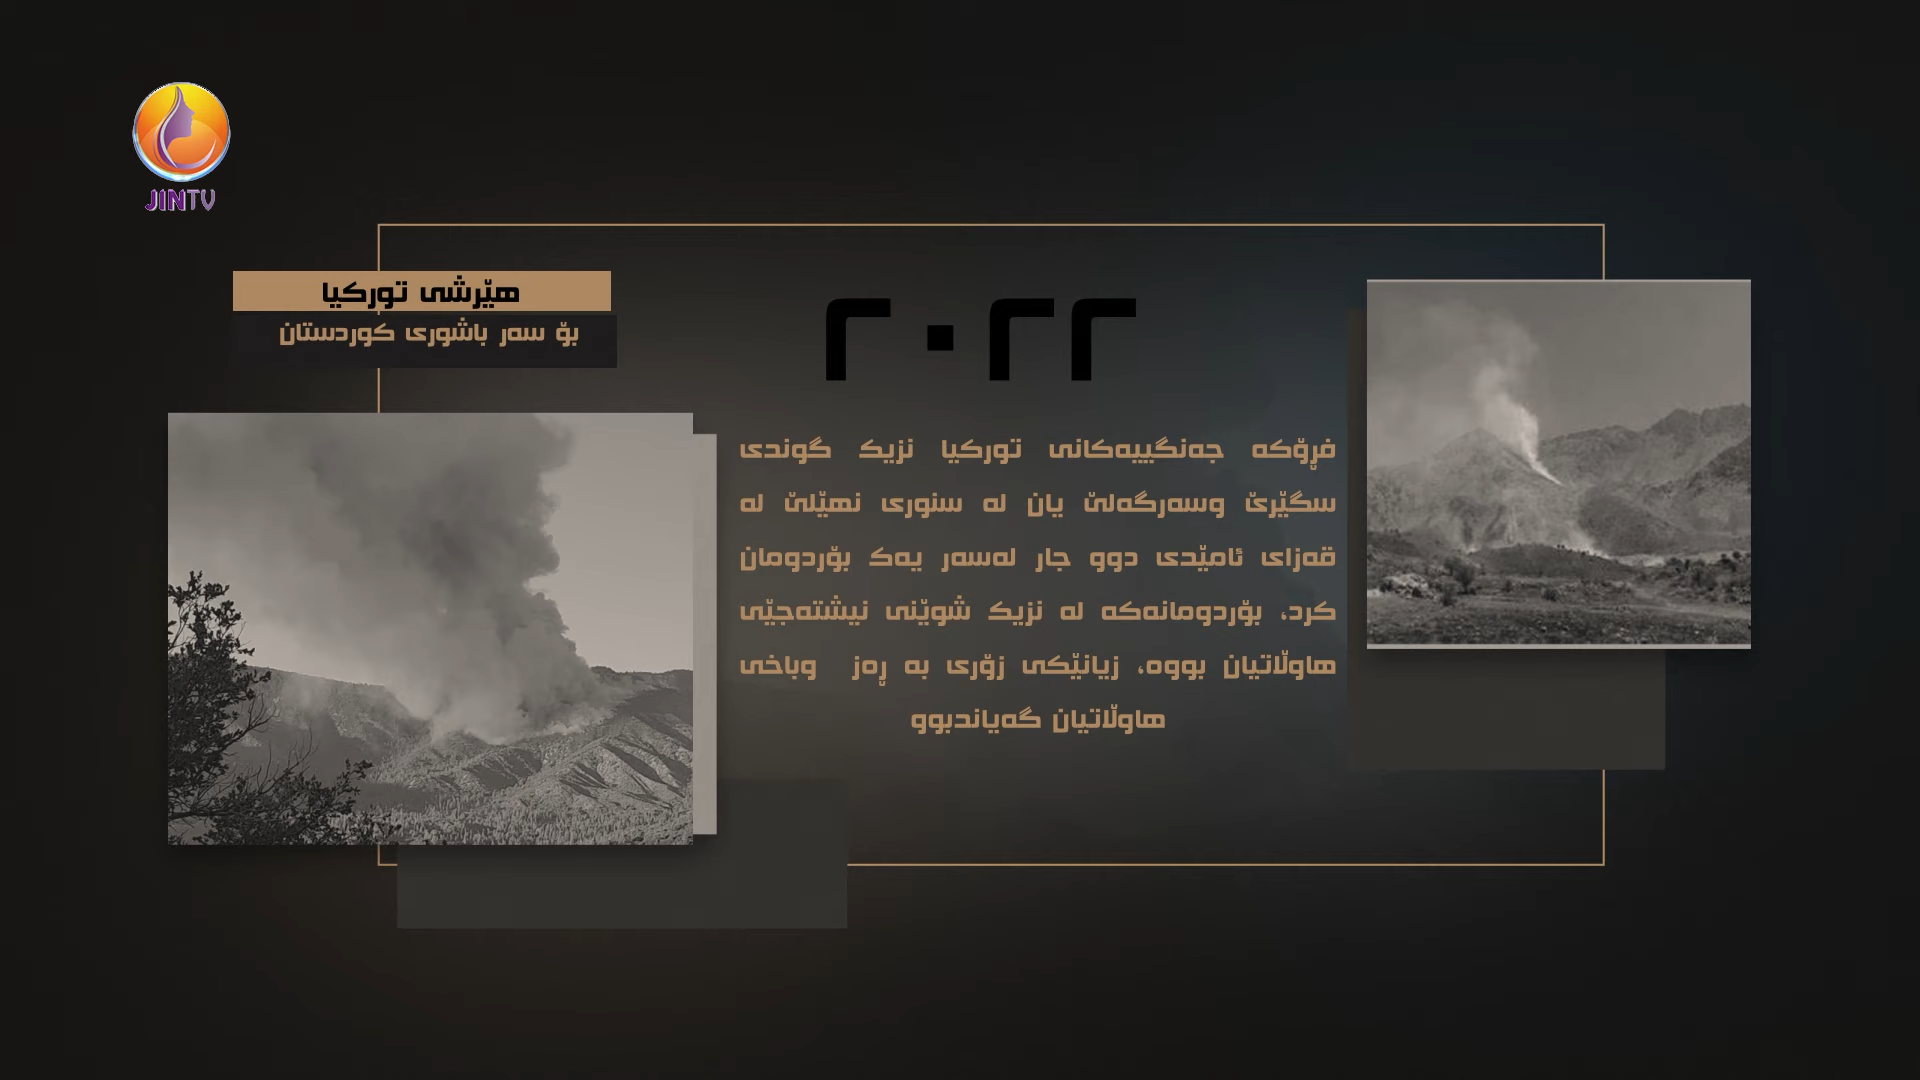 JINTV
هێرشی تورکیا
بۆ سەر باشوری کوردستان
٢٠٢٢
فڕۆکە جەنگییەکانی تورکیا نزیک گوندی
سگێرێ وسەرگەلێ یان لە سنوری نهێلێ لە
قەزای ئامێدی دوو جار لەسەر یەک بۆردومان
کرد، بۆردومانەکە لە نزیک شوێنی نیشتەجێی
هاوڵاتیان بووە، زیانێکی زۆری بە ڕەز وباخی
هاوڵاتیان گەیاندبوو